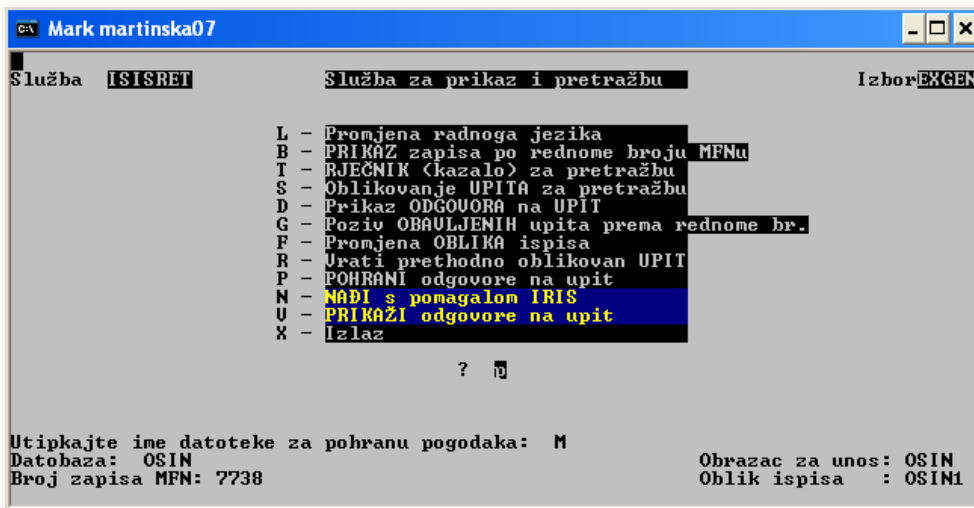 Mark martinska07
Služba ISISRET Služba za prikaz i pretražbu Izbor EXGEN
L - Promjena radnoga jezika
B - PRIKAZ zapisa po rednome broju MFNu
T - RJEČNIK (kazalo) za pretražbu
S - Oblikovanje UPITA za pretražbu
D - Prikaz ODGOVORA na UPIT
G - Poziv OBAVLJENIH upita prema rednome br.
F - Promjena OBLIKA ispisa
R - Vrati prethodno oblikovan UPIT
P - POHRANI odgovore na upit
N - NAĐI s pomagalom IRIS
V - PRIKAŽI odgovore na upit
X - Izlaz
? p
Utipkajte ime datoteke za pohranu pogodaka: M
Datobaza: OSIN Obrazac za unos: OSIN
Broj zapisa MFN: 7738 Oblik ispisa : OSIN1